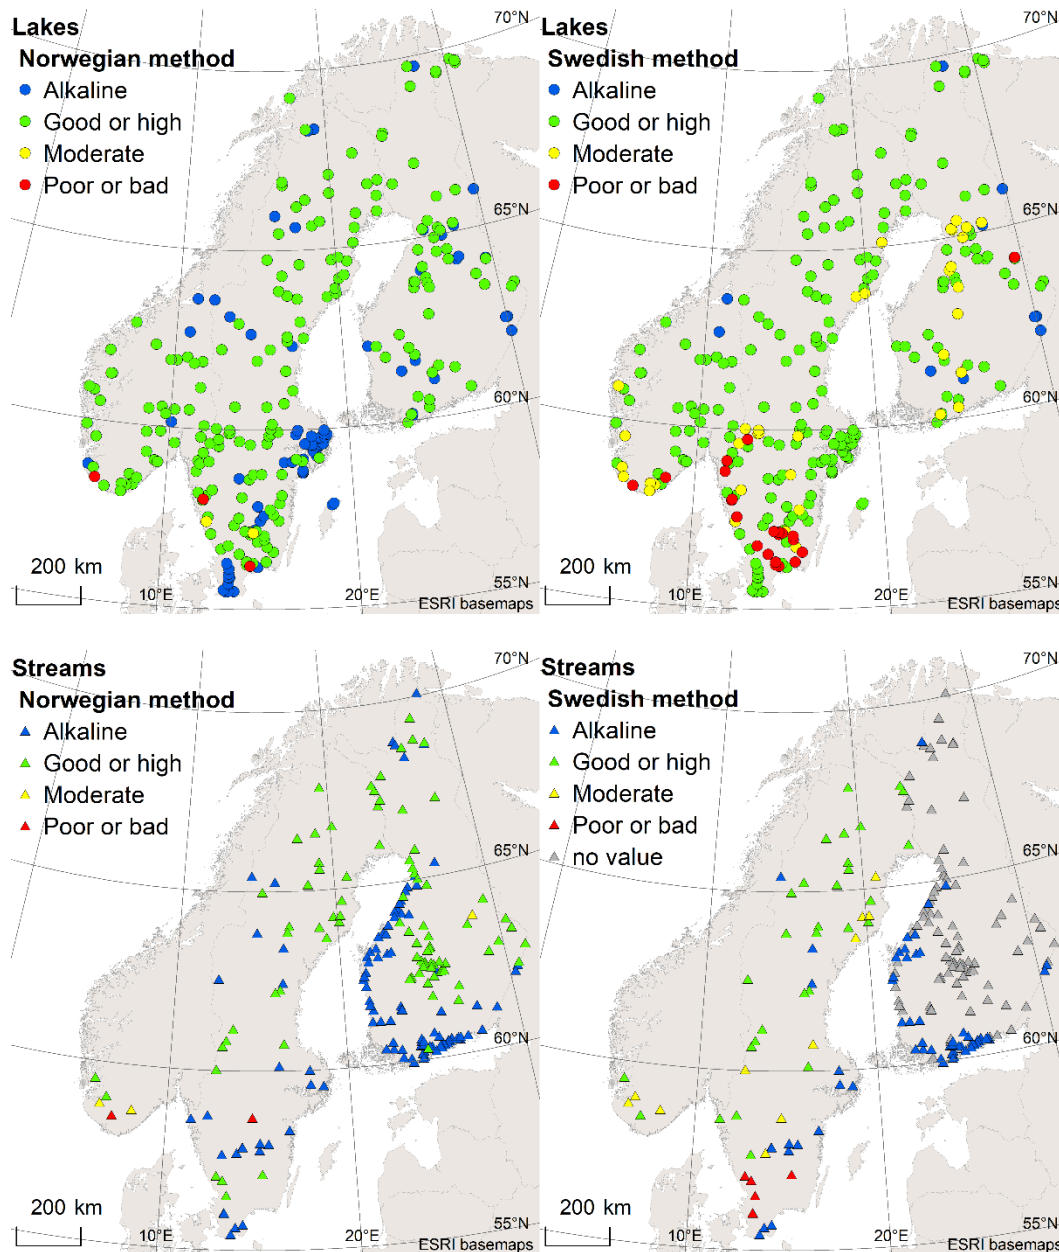 Lakes
Norwegian method
Alkaline
Good or high
Moderate
Poor or bad
70°N
65°N
60°N
55°N
200 km
10°E
20°E
ESRI basemaps
Lakes
Swedish method
Alkaline
Good or high
Moderate
Poor or bad
70°N
65°N
60°N
55°N
200 km
10°E
20°E
ESRI basemaps
Streams
Norwegian method
Alkaline
Good or high
Moderate
Poor or bad
70°N
65°N
60°N
55°N
200 km
10°E
20°E
ESRI basemaps
Streams
Swedish method
Alkaline
Good or high
Moderate
Poor or bad
no value
70°N
65°N
60°N
55°N
200 km
10°E
20°E
ESRI basemaps